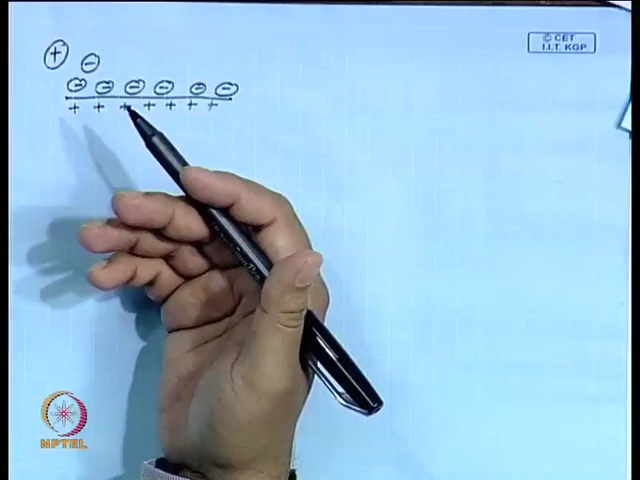 © CET
I.I.T. KGP
+
−
− − − − − −
+ + + + + + +
NPTEL